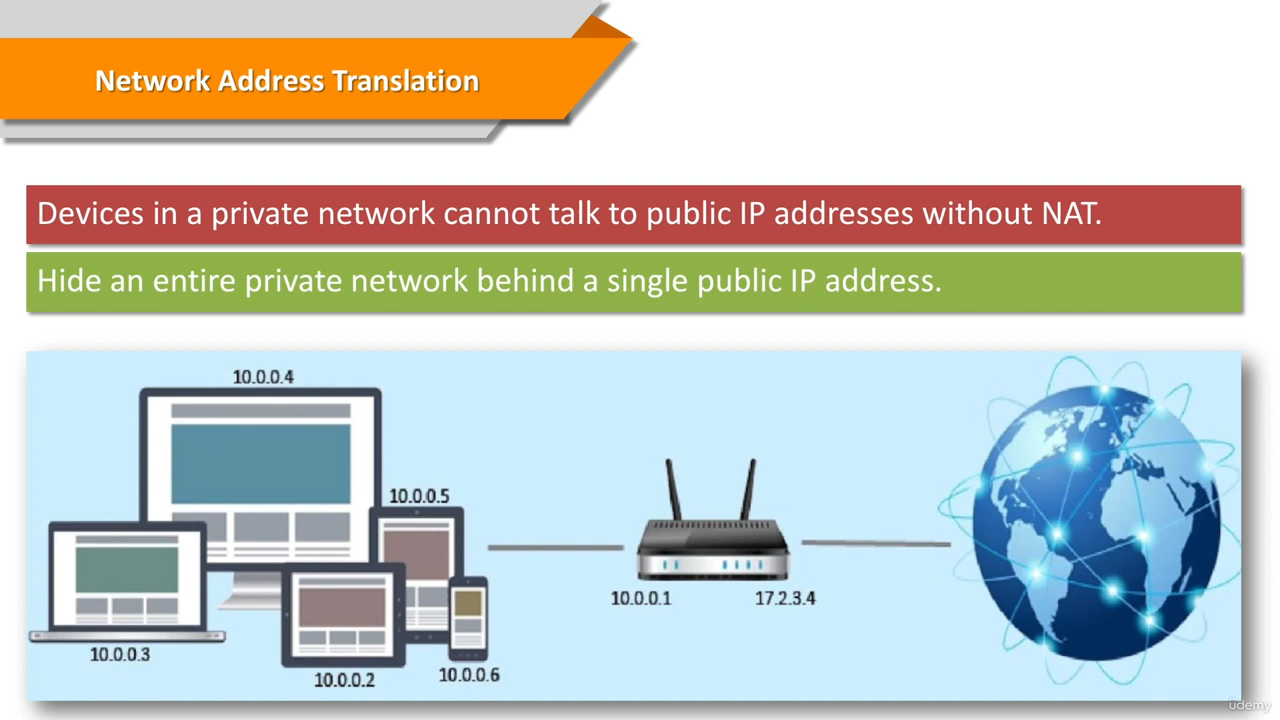 Network Address Translation
Devices in a private network cannot talk to public IP addresses without NAT.
Hide an entire private network behind a single public IP address.
10.0.0.4
10.0.0.5
10.0.0.1
17.2.3.4
10.0.0.3
10.0.0.2
10.0.0.6
ûdemy